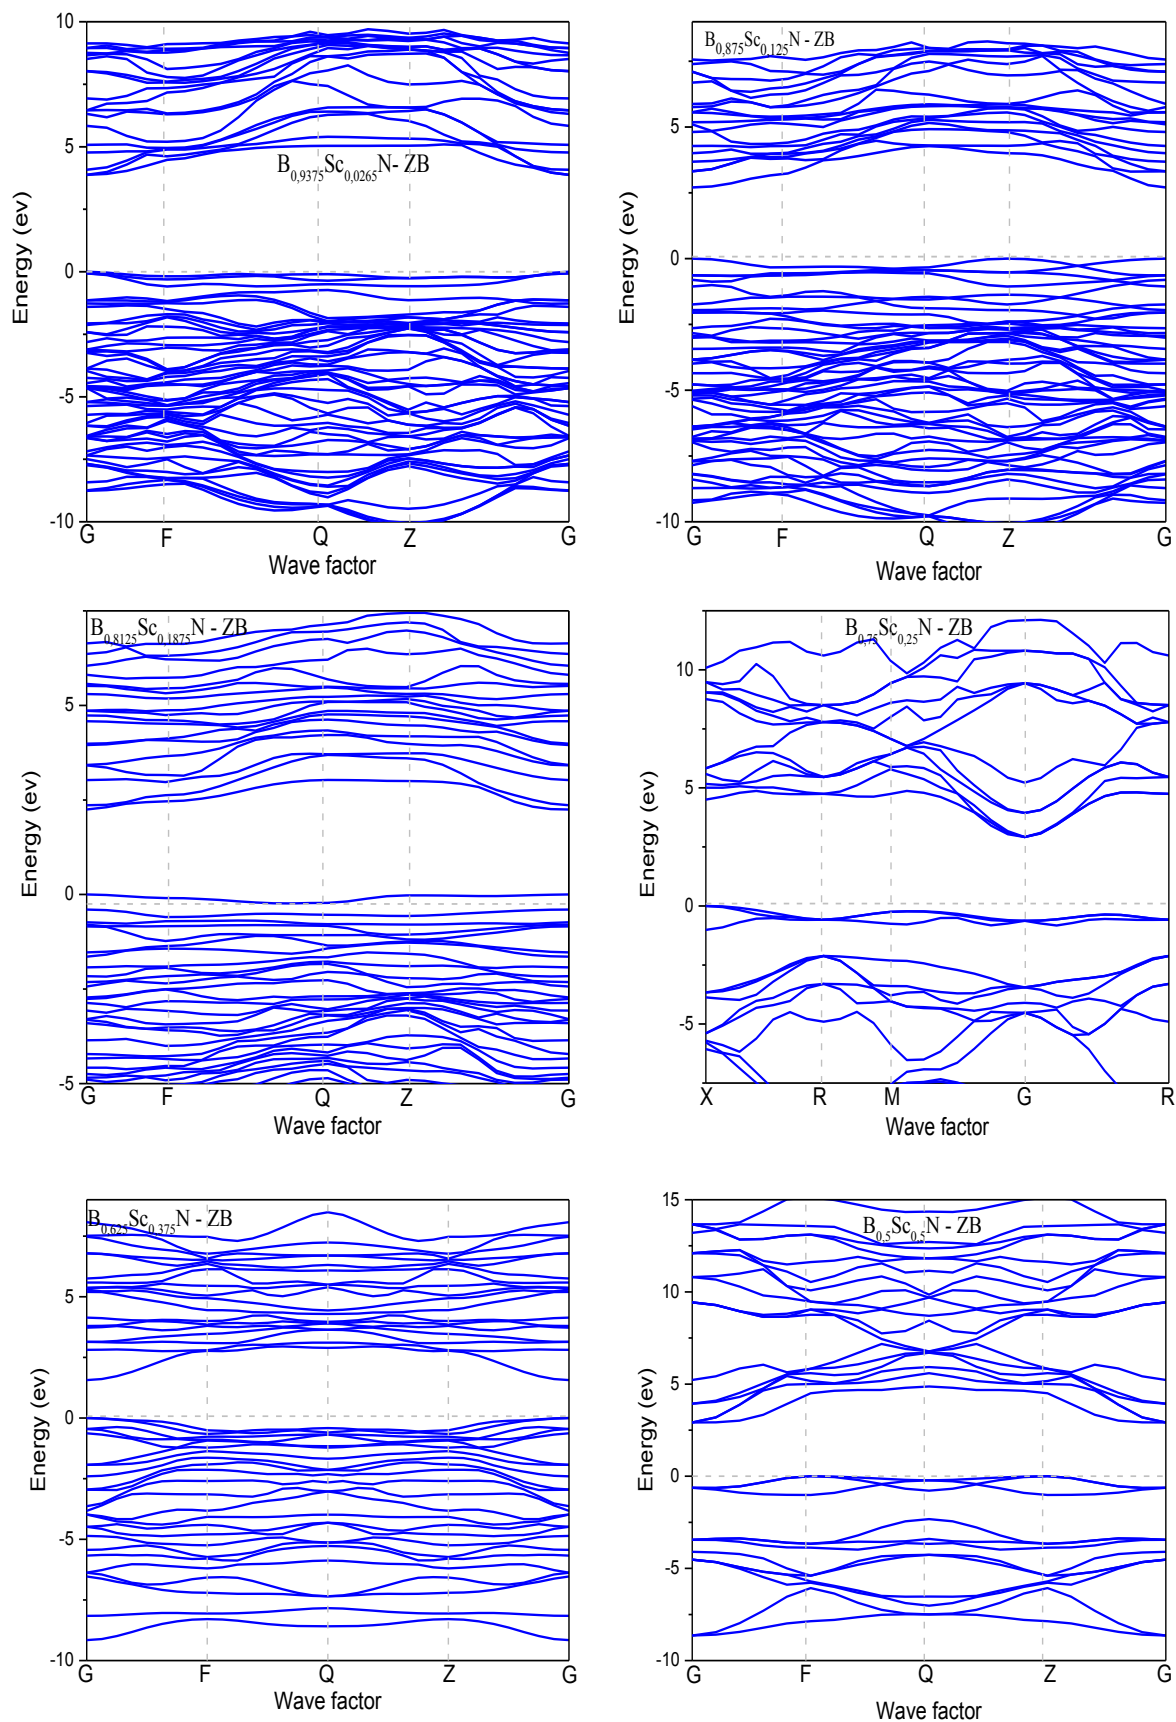 10
5
0
-5
-10
Energy (ev)
B0,9375Sc0,0265N- ZB
G F Q Z G
Wave factor
5
0
-5
-10
Energy (ev)
B0,875Sc0,125N - ZB
G F Q Z G
Wave factor
5
0
-5
Energy (ev)
B0,8125Sc0,1875N - ZB
G F Q Z G
Wave factor
10
5
0
-5
Energy (ev)
B0,75Sc0,25N - ZB
X R M G R
Wave factor
5
0
-5
-10
Energy (ev)
B0,625Sc0,375N - ZB
G F Q Z G
Wave factor
15
10
5
0
-5
-10
Energy (ev)
B0,5Sc0,5N - ZB
G F Q Z G
Wave factor